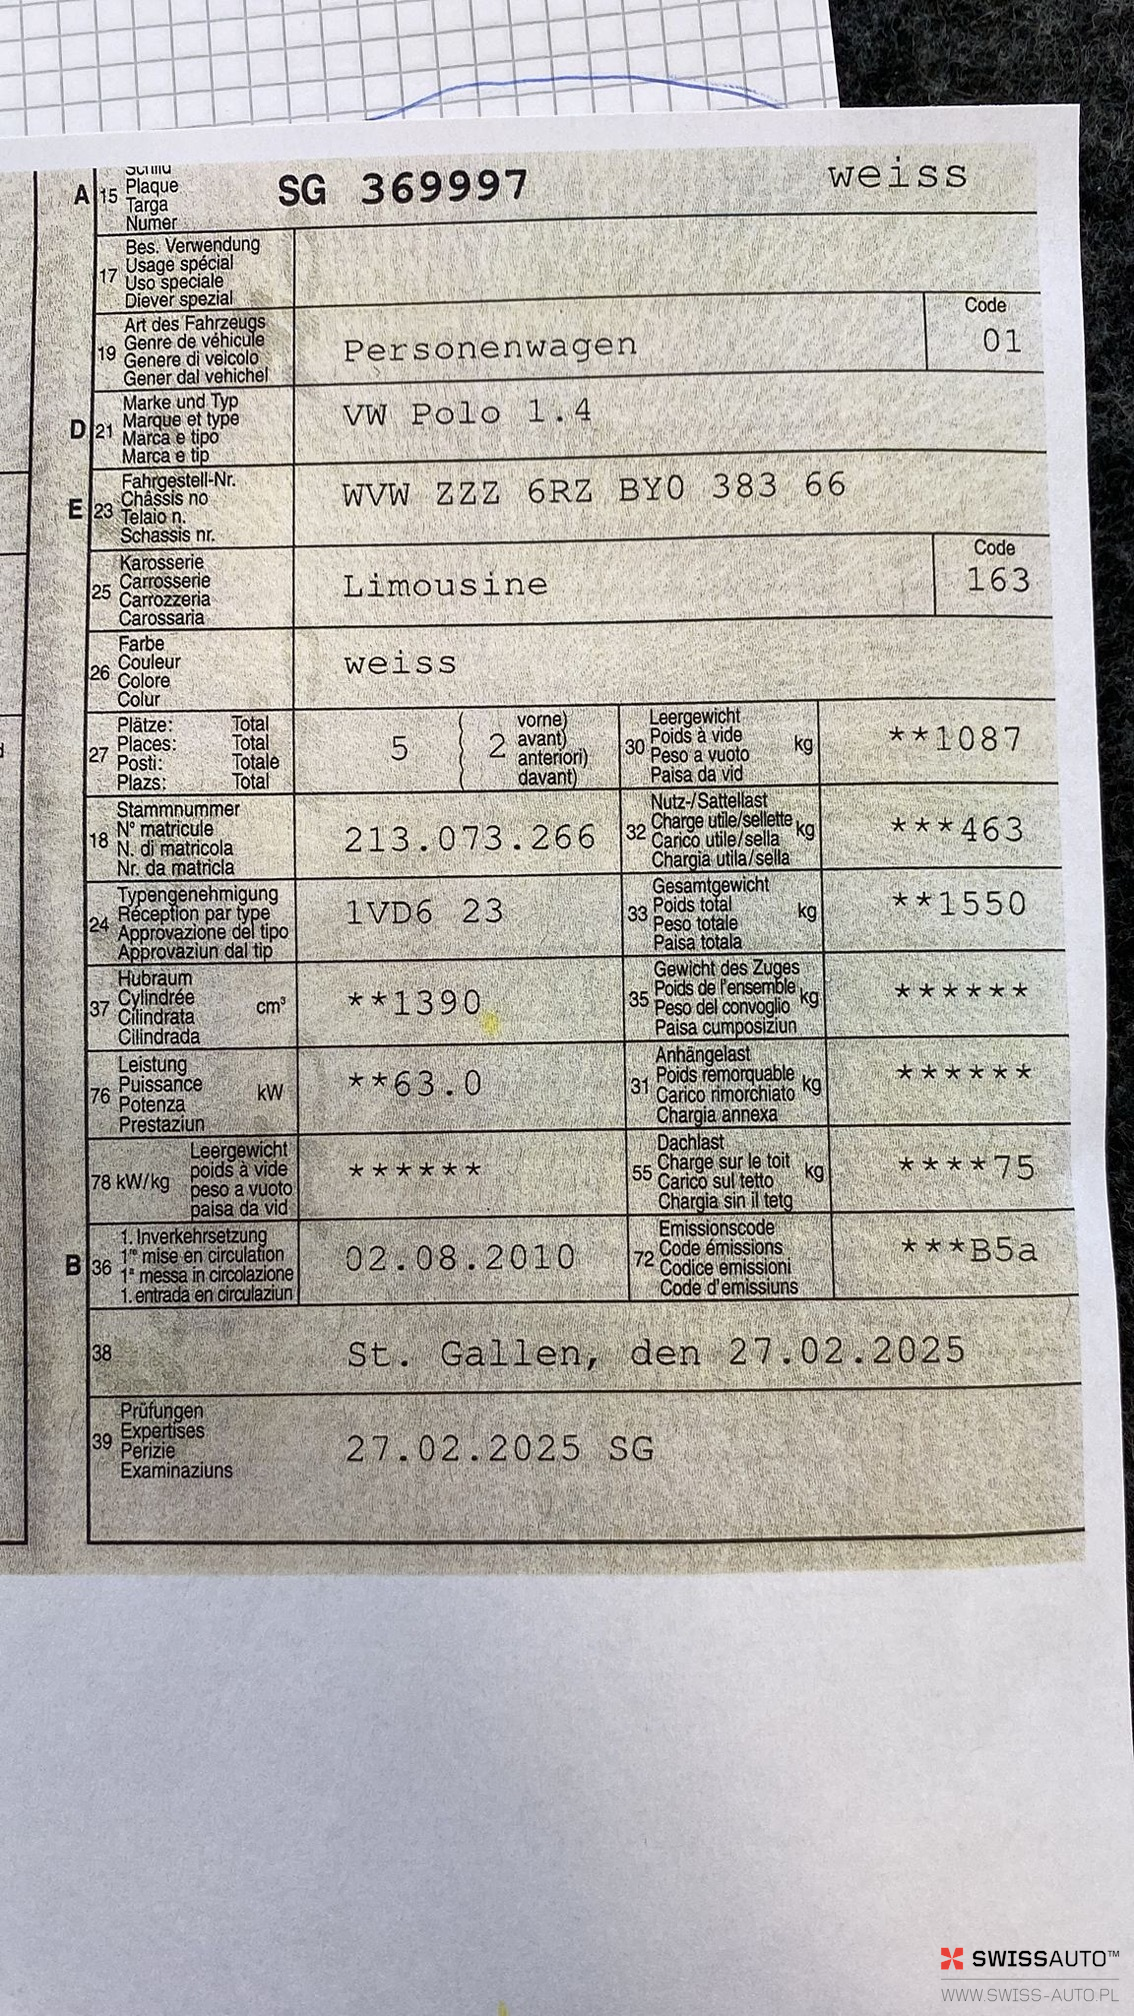 A 15 Schild
Plaque
Targa
Numer
SG 369997 weiss
17 Bes. Verwendung
Usage spécial
Uso speciale
Diever spezial
19 Art des Fahrzeugs
Genre de véhicule
Genere di veicolo
Gener dal vehichel
Personenwagen
Code
01
D 21 Marke und Typ
Marque et type
Marca e tipo
Marca e tip
VW Polo 1.4
E 23 Fahrgestell-Nr.
Châssis no
Telaio n.
Schassis nr.
WVW ZZZ 6RZ BY0 383 66
25 Karosserie
Carrosserie
Carrozzeria
Carossaria
Limousine
Code
163
26 Farbe
Couleur
Colore
Colur
weiss
27 Plätze: Total
Places: Total
Posti: Totale
Plazs: Total
5 ( 2 vorne)
( avant)
( anteriori)
( davant)
30 Leergewicht
Poids à vide
Peso a vuoto
Paisa da vid
kg
**1087
18 Stammnummer
N° matricule
N. di matricola
Nr. da matricla
213.073.266
32 Nutz-/Sattellast
Charge utile/sellette
Carico utile/sella
Chargia utila/sella
kg
***463
24 Typengenehmigung
Réception par type
Approvazione del tipo
Approvaziun dal tip
1VD6 23
33 Gesamtgewicht
Poids total
Peso totale
Paisa totala
kg
**1550
37 Hubraum
Cylindrée
Cilindrata
Cilindrada
cm³
**1390
35 Gewicht des Zuges
Poids de l'ensemble
Peso del convoglio
Paisa cumposiziun
kg
******
76 Leistung
Puissance
Potenza
Prestaziun
kW
**63.0
31 Anhängelast
Poids remorquable
Carico rimorchiato
Chargia annexa
kg
******
78 kW/kg
Leergewicht
poids à vide
peso a vuoto
paisa da vid
******
55 Dachlast
Charge sur le toit
Carico sul tetto
Chargia sin il tetg
kg
****75
B 36 1. Inverkehrsetzung
1re mise en circulation
1a messa in circolazione
1. entrada en circulaziun
02.08.2010
72 Emissionscode
Code émissions
Codice emissioni
Code d'emissiuns
***B5a
38
St. Gallen, den 27.02.2025
39 Prüfungen
Expertises
Perizie
Examinaziuns
27.02.2025 SG
SWISSAUTO™
WWW.SWISS-AUTO.PL